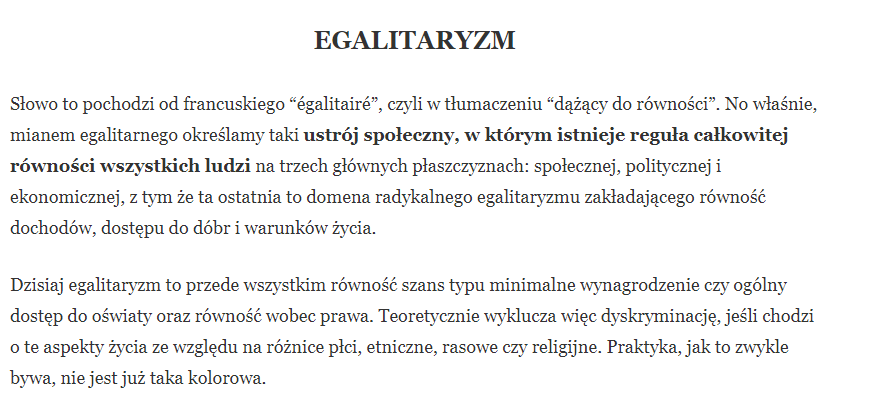 EGALITARYZM
Słowo to pochodzi od francuskiego “égalitairé”, czyli w tłumaczeniu “dążący do równości”. No właśnie,
mianem egalitarnego określamy taki ustrój społeczny, w którym istnieje reguła całkowitej
równości wszystkich ludzi na trzech głównych płaszczyznach: społecznej, politycznej i
ekonomicznej, z tym że ta ostatnia to domena radykalnego egalitaryzmu zakładającego równość
dochodów, dostępu do dóbr i warunków życia.
Dzisiaj egalitaryzm to przede wszystkim równość szans typu minimalne wynagrodzenie czy ogólny
dostęp do oświaty oraz równość wobec prawa. Teoretycznie wyklucza więc dyskryminację, jeśli chodzi
o te aspekty życia ze względu na różnice płci, etniczne, rasowe czy religijne. Praktyka, jak to zwykle
bywa, nie jest już taka kolorowa.